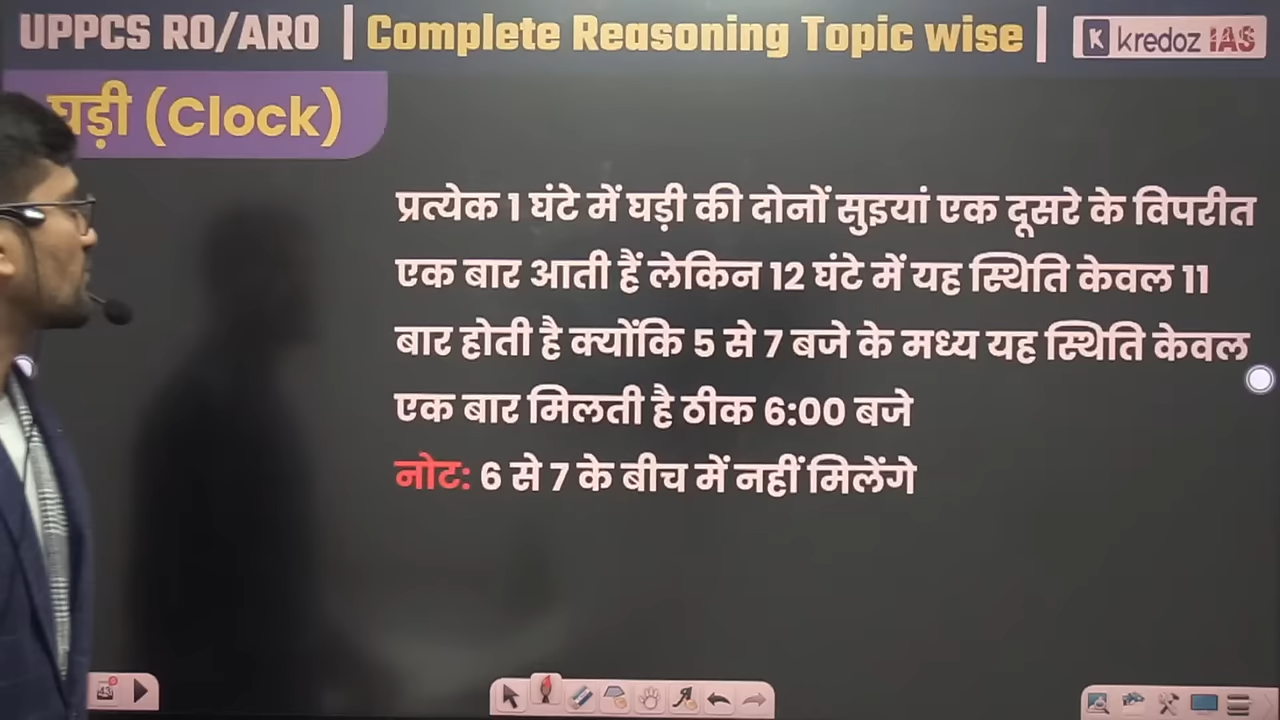 UPPCS RO/ARO | Complete Reasoning Topic wise |
K kredoz IAS
घड़ी (Clock)
प्रत्येक 1 घंटे में घड़ी की दोनों सुइयां एक दूसरे के विपरीत
एक बार आती हैं लेकिन 12 घंटे में यह स्थिति केवल 11
बार होती है क्योंकि 5 से 7 बजे के मध्य यह स्थिति केवल
एक बार मिलती है ठीक 6:00 बजे
नोट: 6 से 7 के बीच में नहीं मिलेंगे
43